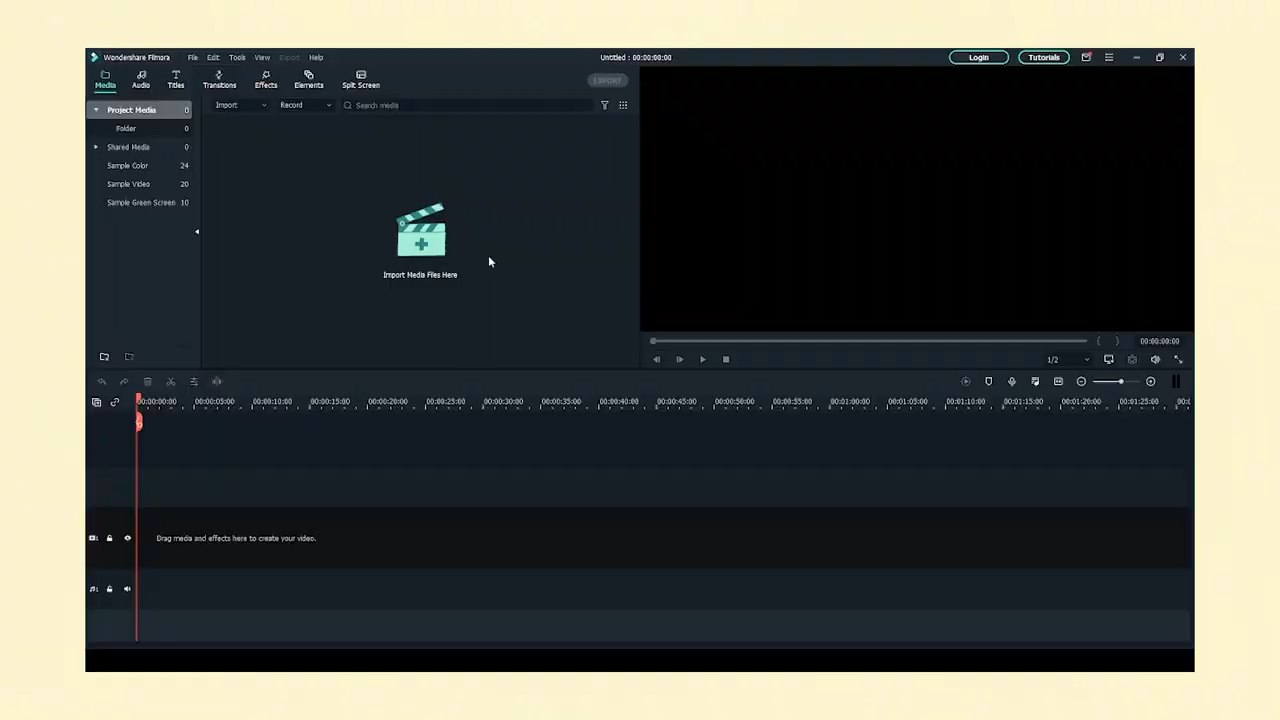 Wondershare Filmora File Edit Tools View Export Help Untitled : 00:00:00:00 Login Tutorials
Media Audio Titles Transitions Effects Elements Split Screen EXPORT
Project Media 0
Folder 0
Shared Media 0
Sample Color 24
Sample Video 20
Sample Green Screen 10
Import Record Search media
Import Media Files Here
00:00:00:00
1/2
00:00:00:00 00:00:05:00 00:00:10:00 00:00:15:00 00:00:20:00 00:00:25:00 00:00:30:00 00:00:35:00 00:00:40:00 00:00:45:00 00:00:50:00 00:00:55:00 00:01:00:00 00:01:05:00 00:01:10:00 00:01:15:00 00:01:20:00 00:01:25:00
Drag media and effects here to create your video.